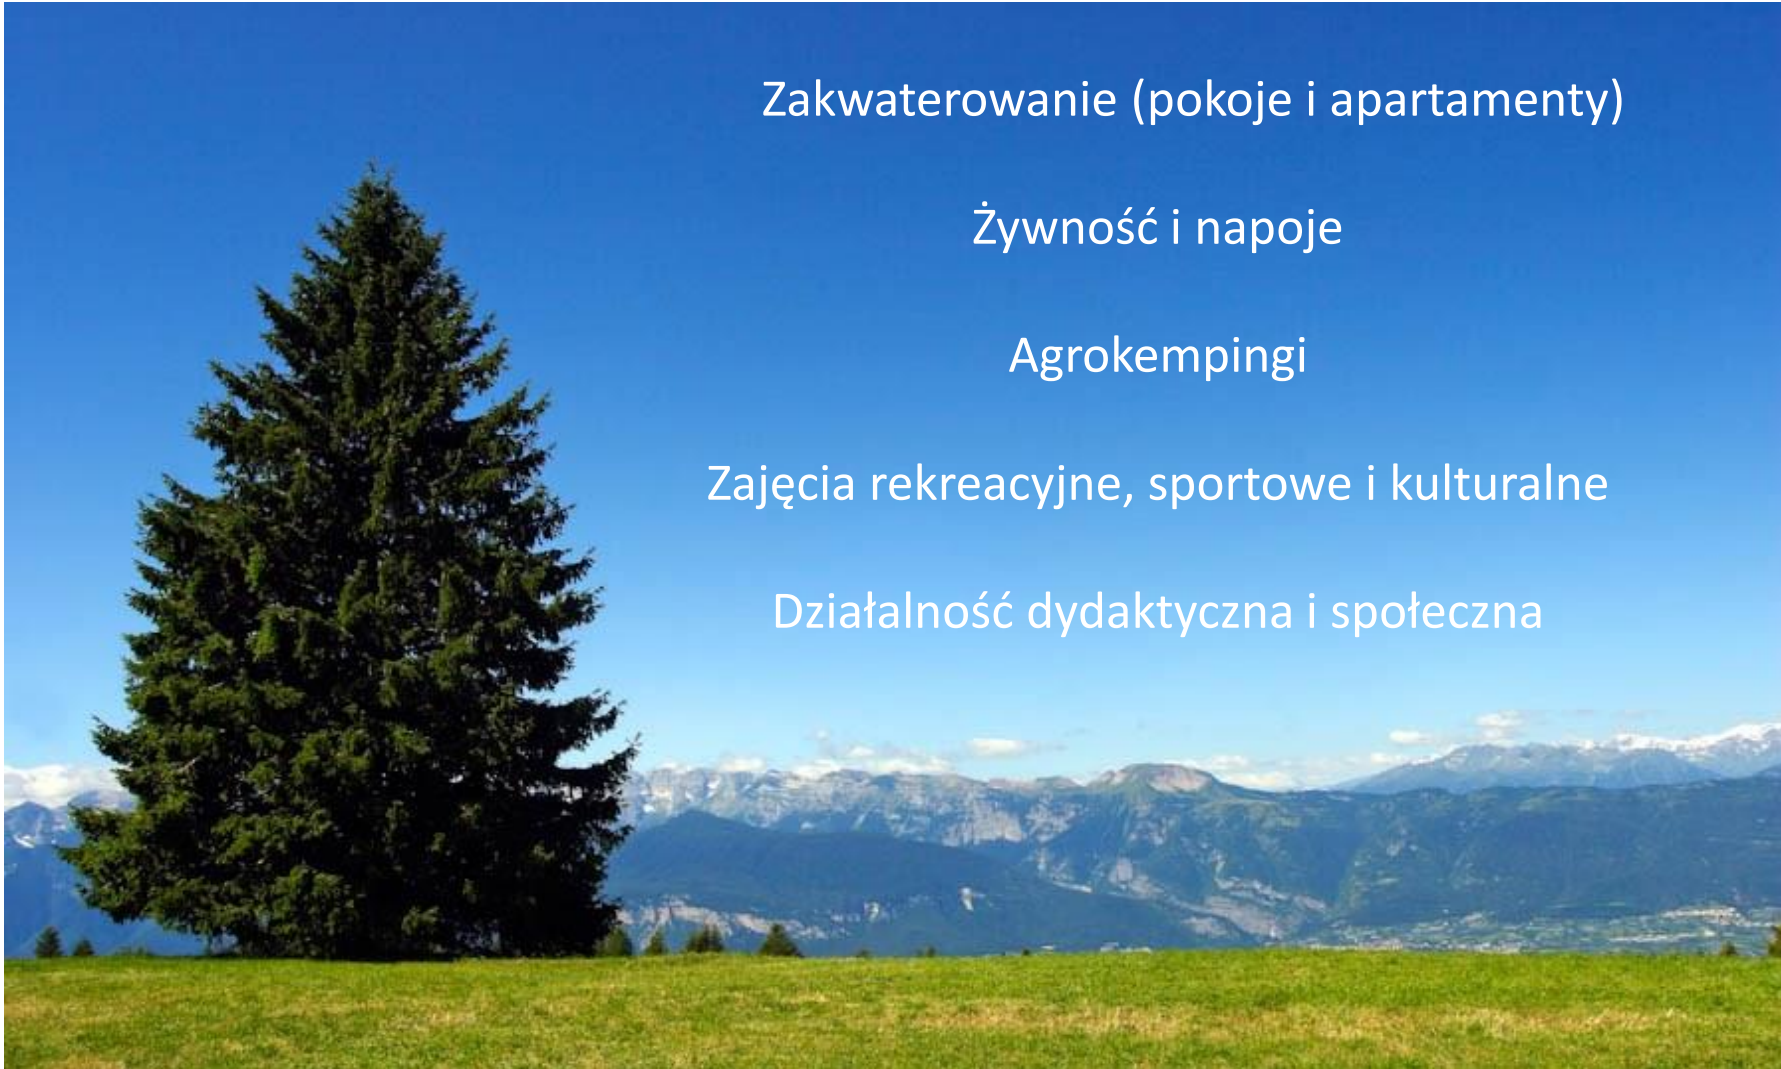 Zakwaterowanie (pokoje i apartamenty)
Żywność i napoje
Agrokempingi
Zajęcia rekreacyjne, sportowe i kulturalne
Działalność dydaktyczna i społeczna